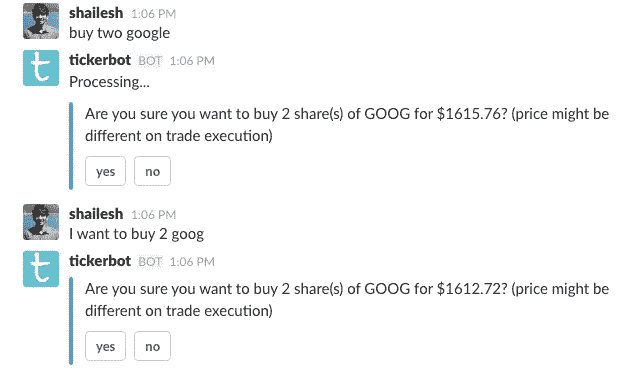 shailesh 1:06 PM
buy two google
tickerbot BOT 1:06 PM
Processing...
Are you sure you want to buy 2 share(s) of GOOG for $1615.76? (price might be
different on trade execution)
yes no
shailesh 1:06 PM
I want to buy 2 goog
tickerbot BOT 1:06 PM
Are you sure you want to buy 2 share(s) of GOOG for $1612.72? (price might be
different on trade execution)
yes no